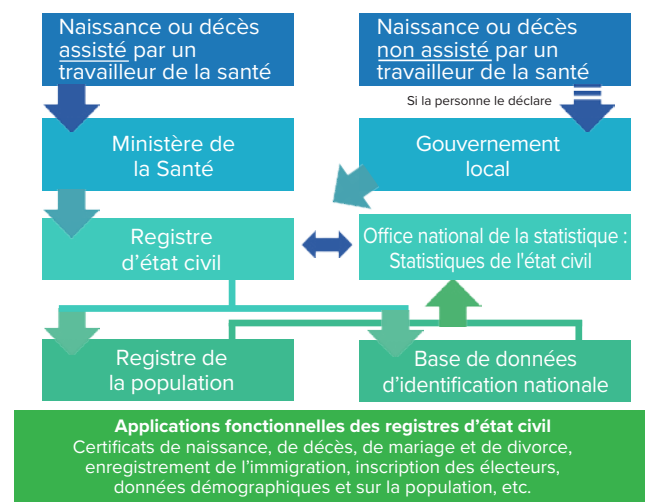 Naissance ou décès
assisté par un
travailleur de la santé
Naissance ou décès
non assisté par un
travailleur de la santé
Si la personne le déclare
Ministère de
la Santé
Gouvernement
local
Registre
d'état civil
Office national de la statistique :
Statistiques de l'état civil
Registre de
la population
Base de données
d'identification nationale
Applications fonctionnelles des registres d'état civil
Certificats de naissance, de décès, de mariage et de divorce,
enregistrement de l'immigration, inscription des électeurs,
données démographiques et sur la population, etc.